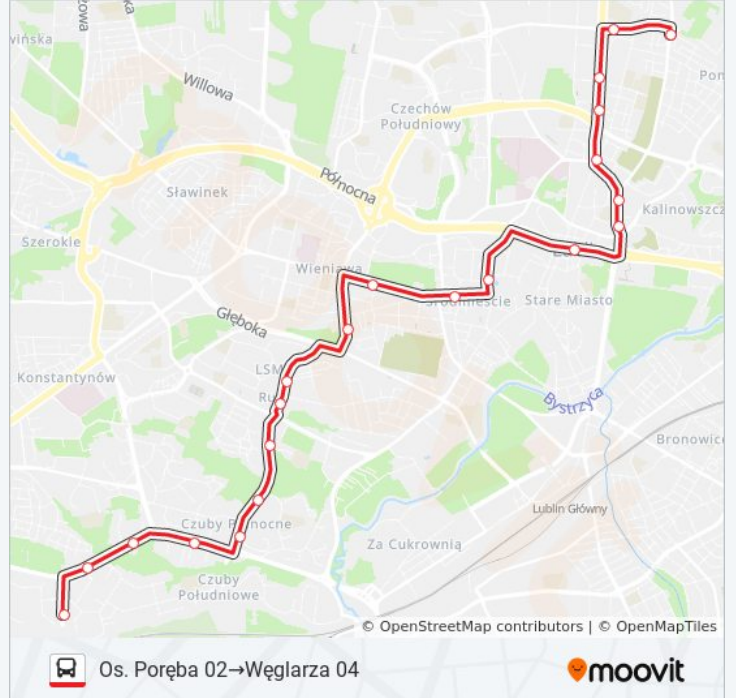 Willowa
Pon
Czechów
Południowy
Północna
Sławinek
Kalinowszcz
Szerokie
Wieniawa
Śródmieście
Stare Miasto
Głęboka
LSM
Konstantynów
Bystrzyca
Bronowice
Lublin Główny
Czuby Północne
Za Cukrownią
Czuby
Południowe
© OpenStreetMap contributors | © OpenMapTiles
Os. Poręba 02→Węglarza 04
moovit